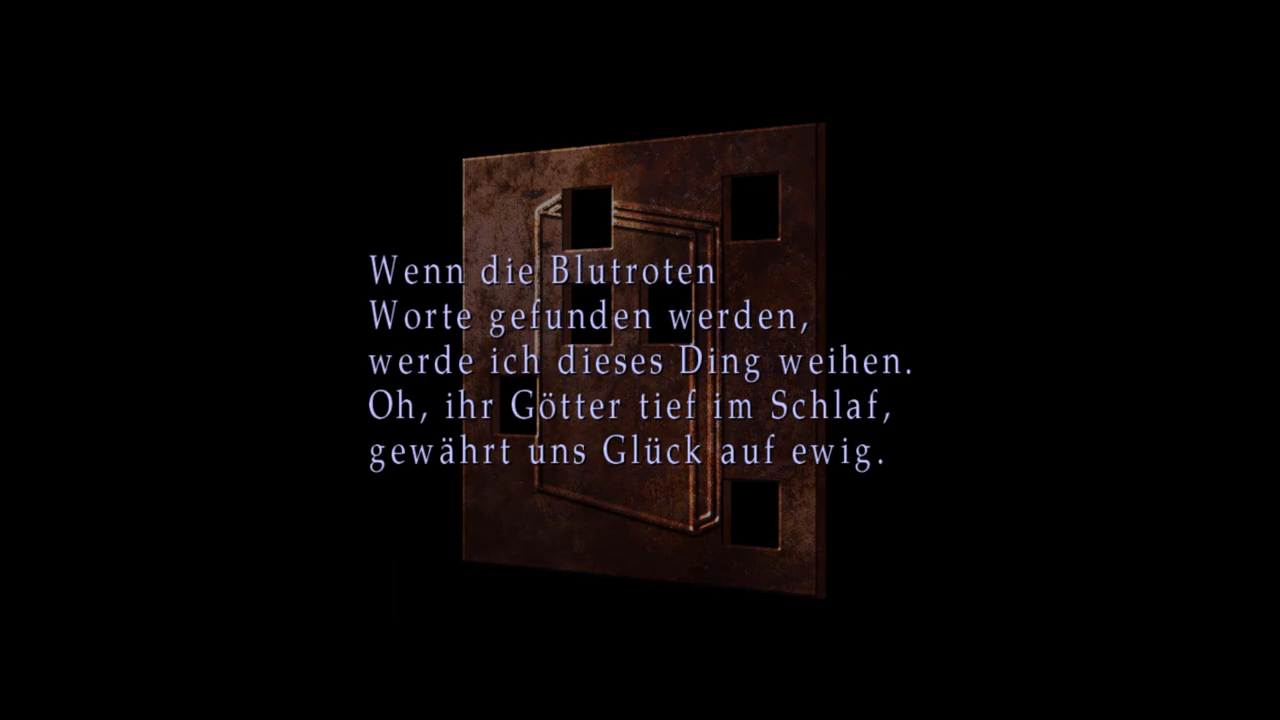 Wenn die Blutroten
Worte gefunden werden,
werde ich dieses Ding weihen.
Oh, ihr Götter tief im Schlaf,
gewährt uns Glück auf ewig.